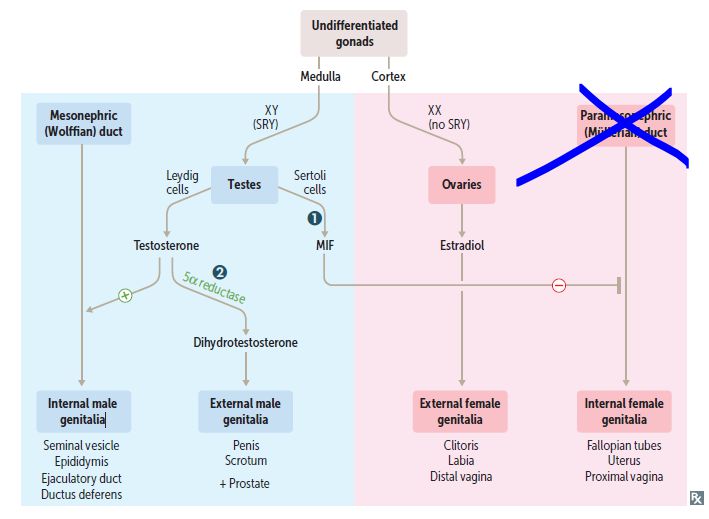 Undifferentiated
gonads
Medulla
Cortex
Mesonephric
(Wolffian) duct
XY
(SRY)
XX
(no SRY)
Paramesonephric
(Müllerian) duct
Leydig
cells
Testes
Sertoli
cells
Ovaries
1
Testosterone
MIF
Estradiol
2
5α reductase
+
−
Dihydrotestosterone
Internal male
genitalia
External male
genitalia
External female
genitalia
Internal female
genitalia
Seminal vesicle
Epididymis
Ejaculatory duct
Ductus deferens
Penis
Scrotum
+ Prostate
Clitoris
Labia
Distal vagina
Fallopian tubes
Uterus
Proximal vagina
Rx